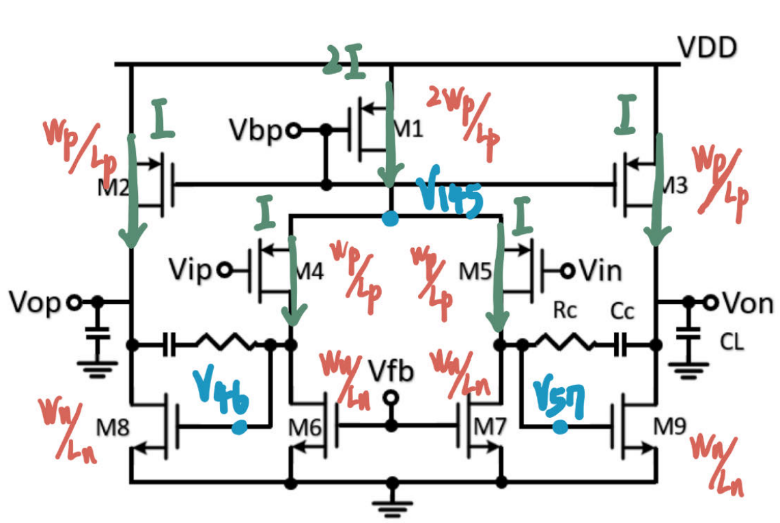 VDD
2I
I
Vbp
M1
2Wp/Lp
I
Wp/Lp
M2
M3
Wp/Lp
V145
I
I
Vip
M4
Wp/Lp
Wp/Lp
M5
Vin
Vop
Rc
Cc
Von
CL
V46
Wn/Ln
Vfb
Wn/Ln
V57
Wn/Ln
M8
M6
M7
M9
Wn/Ln